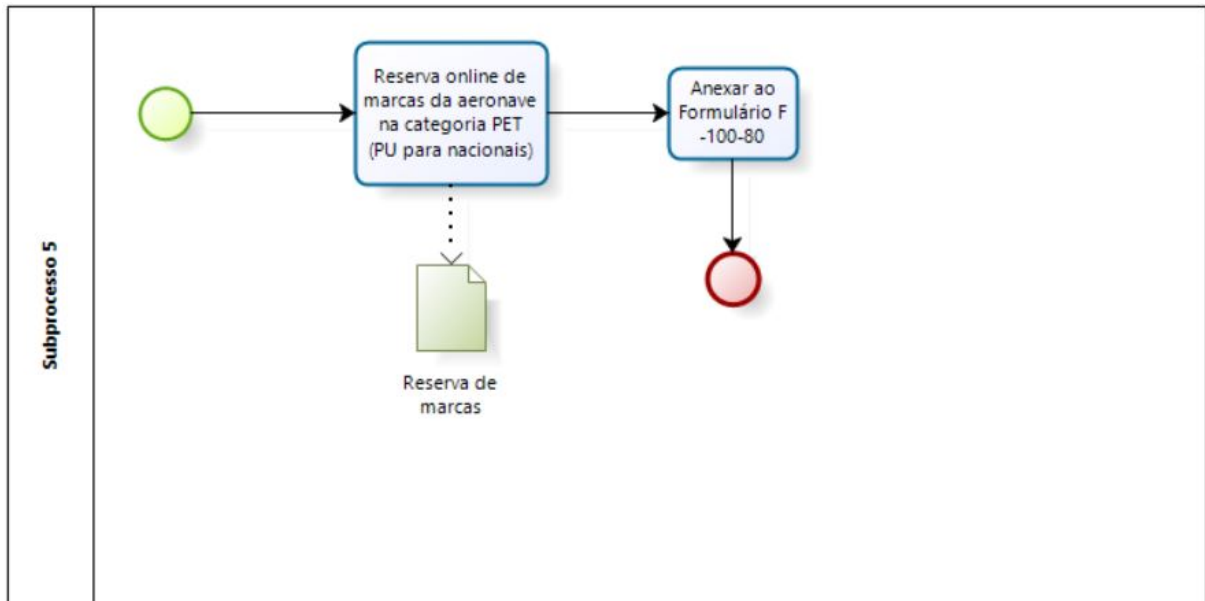 Subprocesso 5
Reserva online de
marcas da aeronave
na categoria PET
(PU para nacionais)
Anexar ao
Formulário F
-100-80
Reserva de
marcas